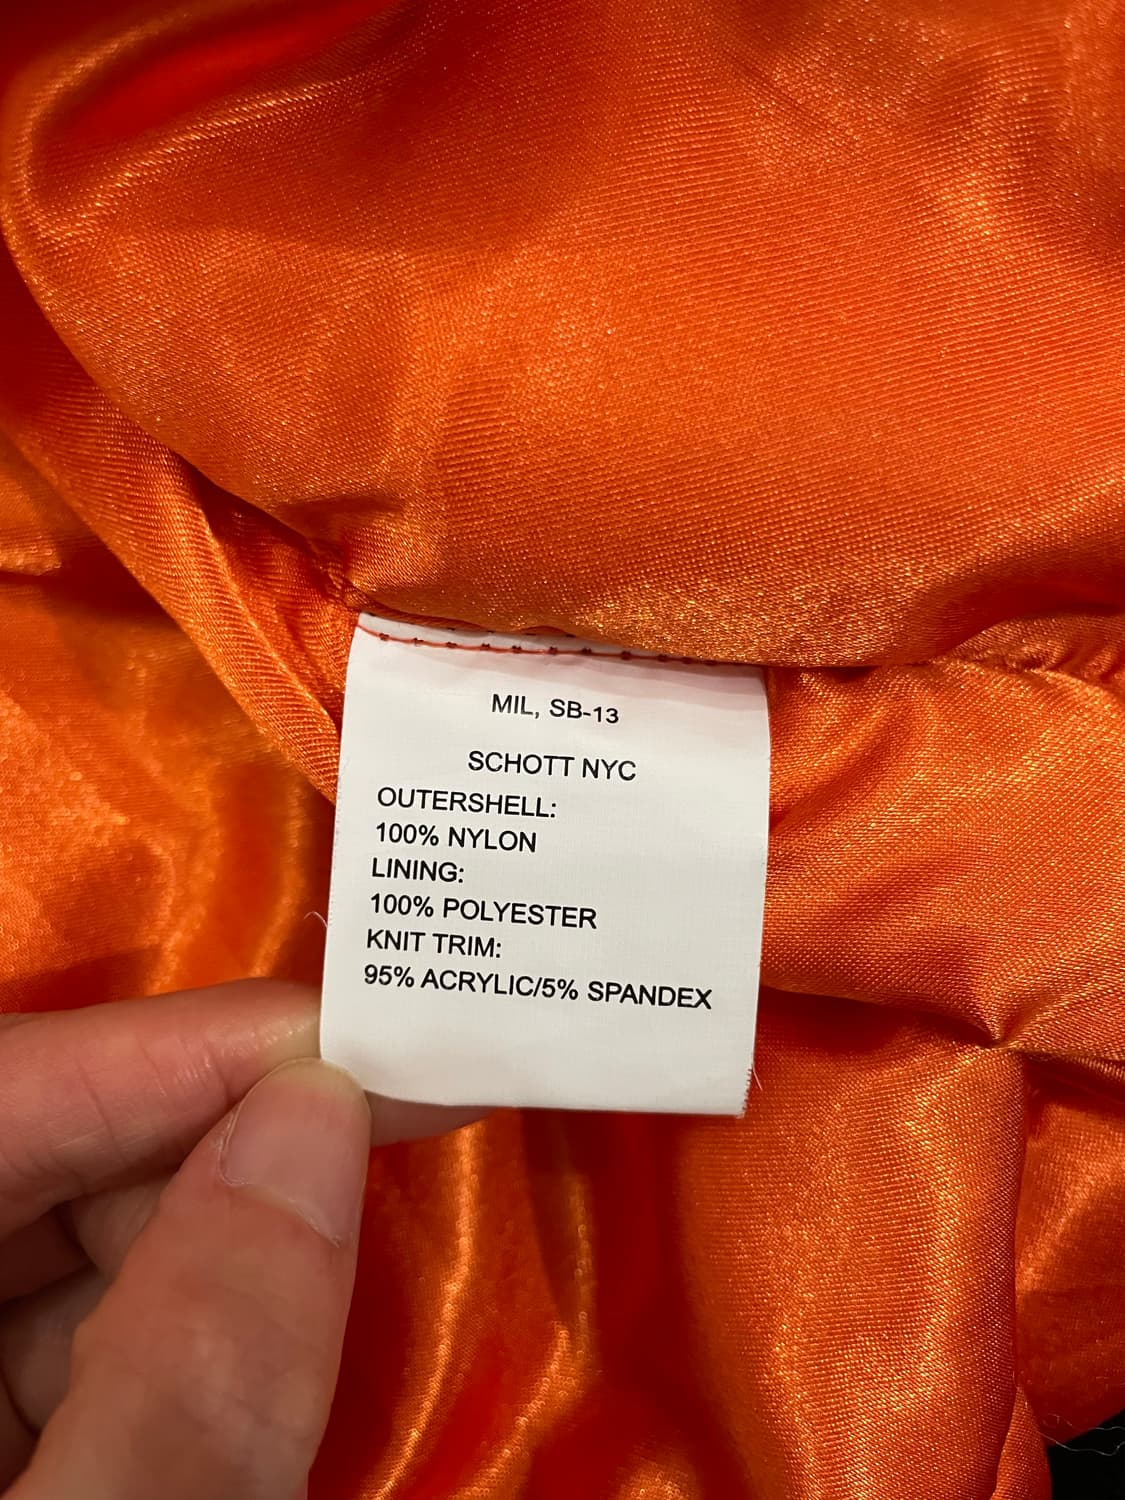 MIL, SB-13
SCHOTT NYC
OUTERSHELL:
100% NYLON
LINING:
100% POLYESTER
KNIT TRIM:
95% ACRYLIC/5% SPANDEX